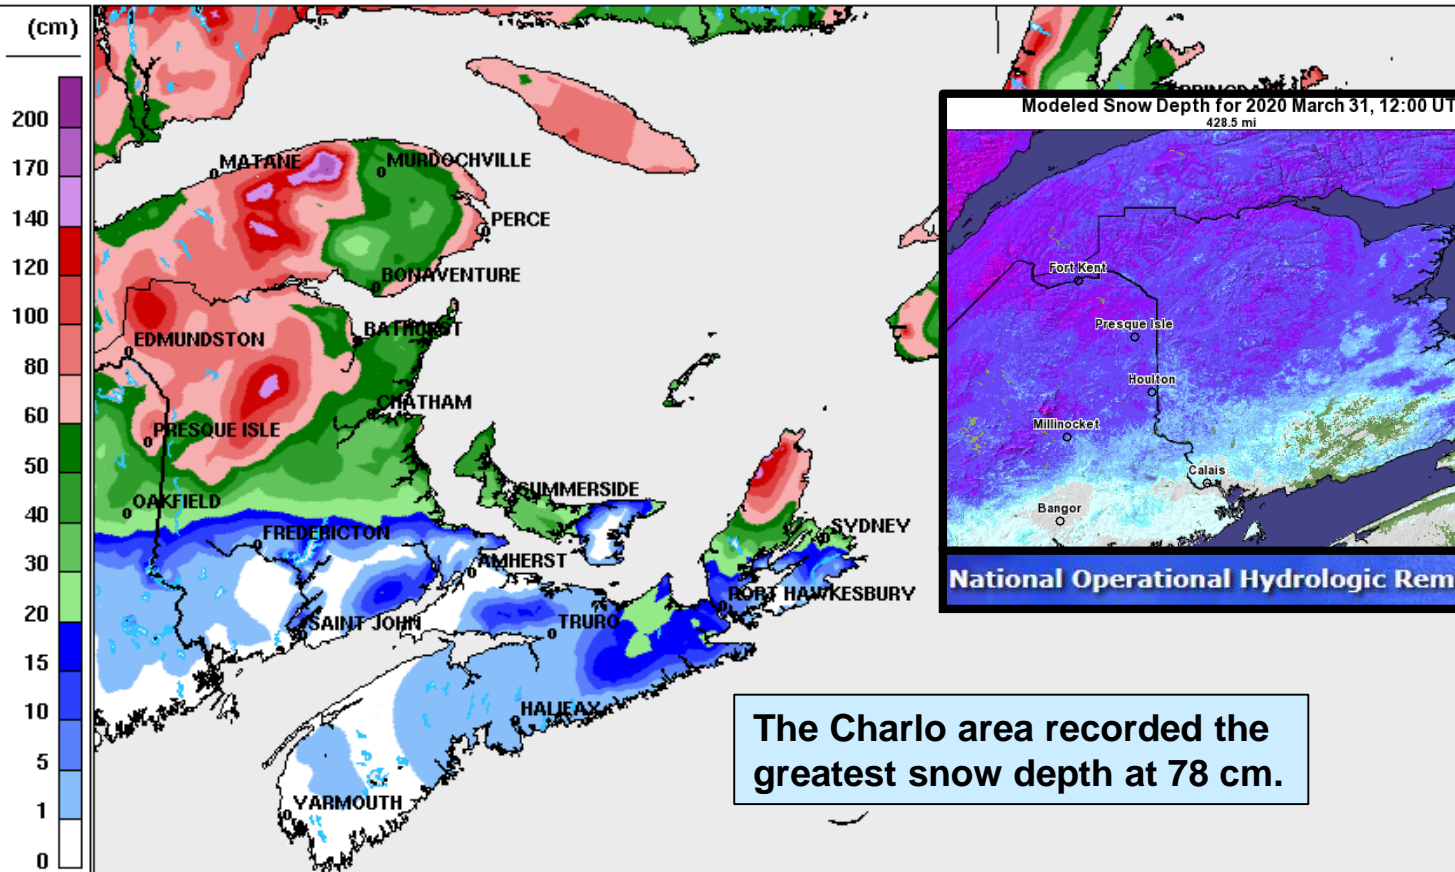 (cm)
200
170
140
120
100
80
60
50
40
30
20
15
10
5
1
0
MATANE
MURDOCHVILLE
PERCE
BONAVENTURE
BATHURST
EDMUNDSTON
CHATHAM
PRESQUE ISLE
OAKFIELD
SUMMERSIDE
FREDERICTON
SYDNEY
AMHERST
PORT HAWKESBURY
SAINT JOHN
TRURO
HALIFAX
YARMOUTH
Modeled Snow Depth for 2020 March 31, 12:00 UT
428.5 mi
Fort Kent
Presque Isle
Houlton
Millinocket
Calais
Bangor
National Operational Hydrologic Rem
The Charlo area recorded the
greatest snow depth at 78 cm.